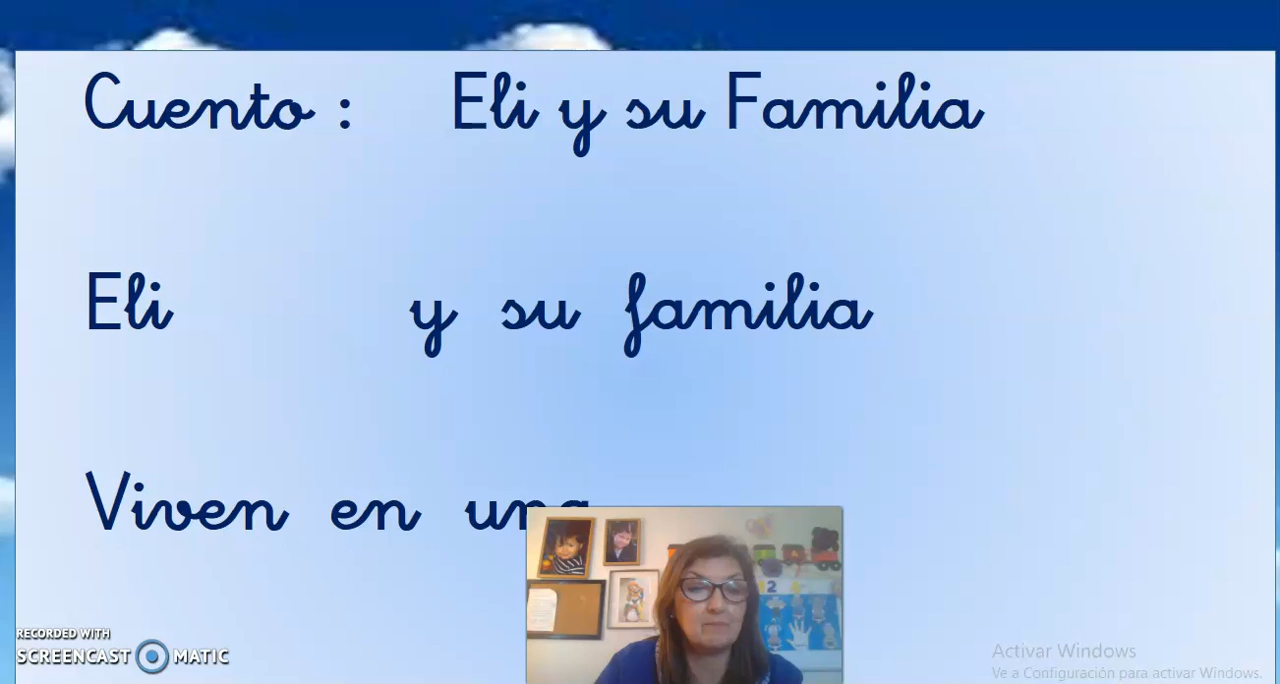 Cuento :    Eli y su Familia
Eli    y su familia
Viven en una
RECORDED WITH
SCREENCAST MATIC
Activar Windows
Ve a Configuración para activar Windows.
2